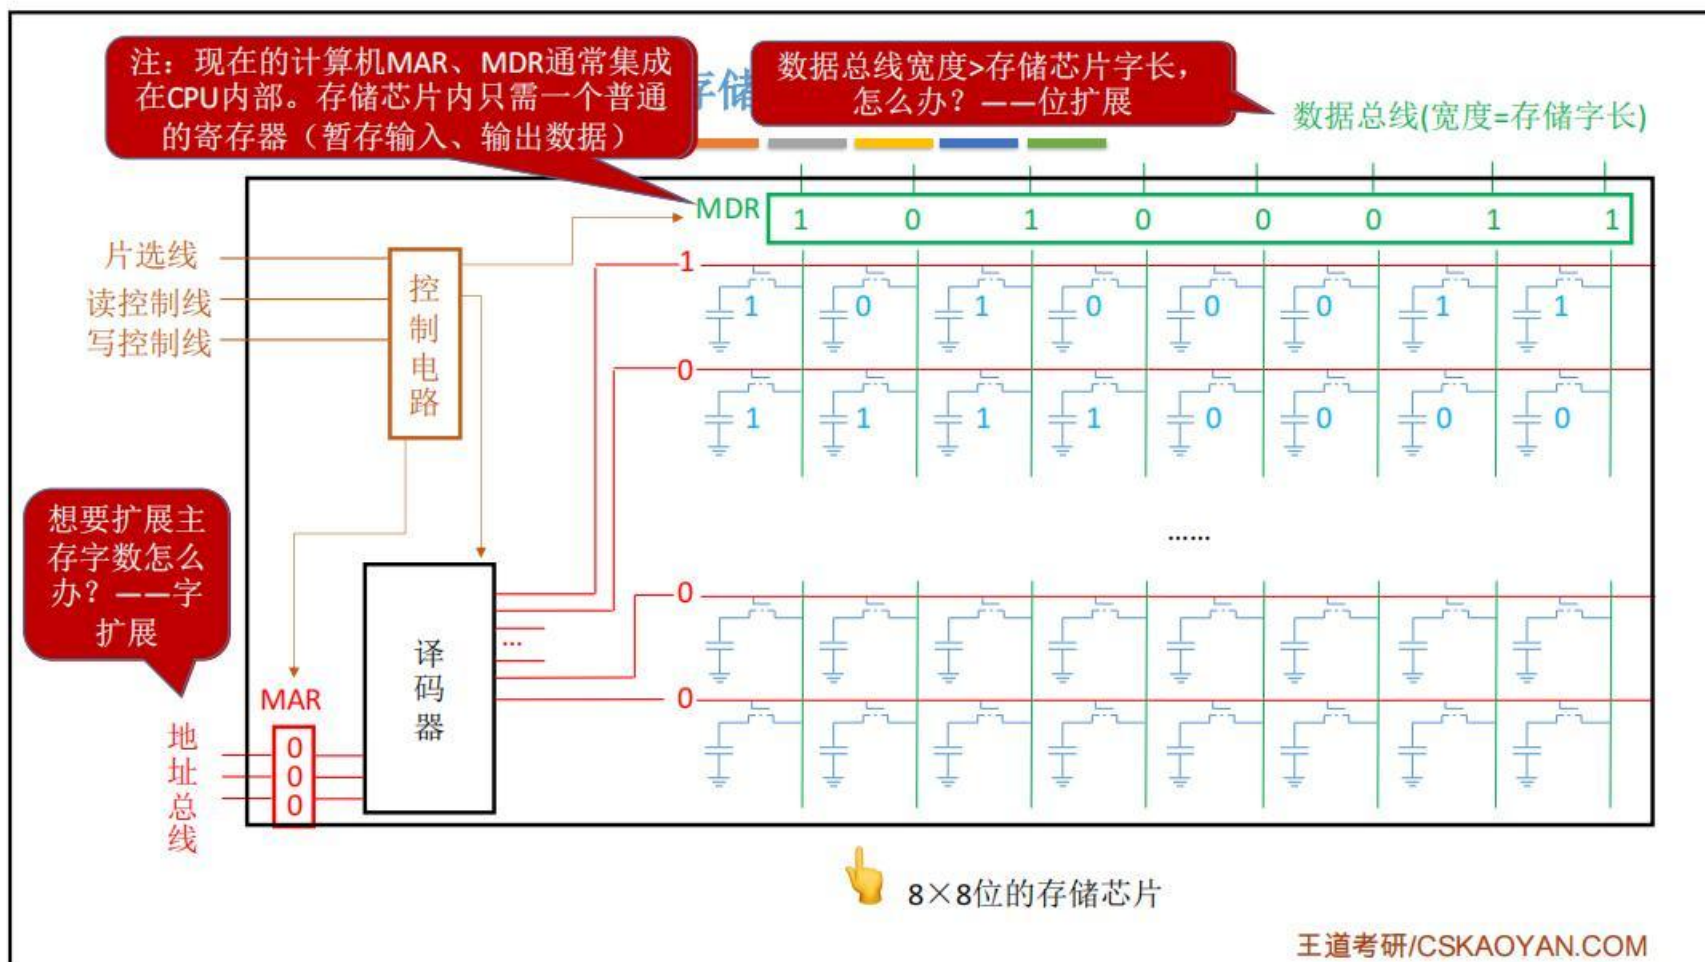 注：现在的计算机MAR、MDR通常集成
在CPU内部。存储芯片内只需一个普通
的寄存器（暂存输入、输出数据）
存储
数据总线宽度>存储芯片字长，
怎么办？——位扩展
数据总线(宽度=存储字长)
MDR
1 0 1 0 0 0 1 1
片选线
读控制线
写控制线
控
制
电
路
1
1 0 1 0 0 0 1 1
0
1 1 1 1 0 0 0 0
......
想要扩展主
存字数怎么
办？——字
扩展
译
码
器
...
0
0
MAR
0
0
0
地
址
总
线
8×8位的存储芯片
王道考研/CSKAOYAN.COM